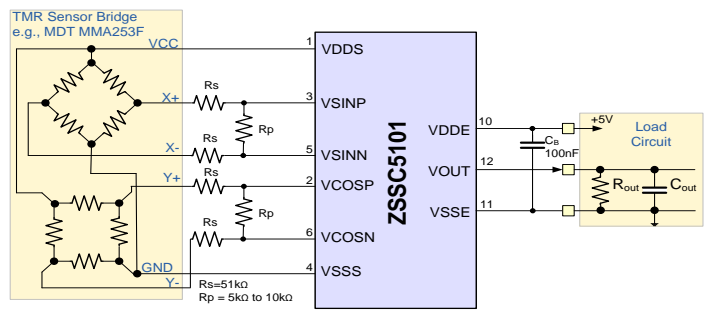 TMR Sensor Bridge
e.g., MDT MMA253F
VCC
X+
X-
Y+
GND
Y-
Rs
Rp
Rs
Rs
Rp
Rs
Rs=51kΩ
Rp = 5kΩ to 10kΩ
1
3
5
2
6
4
VDDS
VSINP
VSINN
VCOSP
VCOSN
VSSS
ZSSC5101
VDDE
VOUT
VSSE
10
12
11
CB
100nF
+5V
Load
Circuit
Rout
Cout